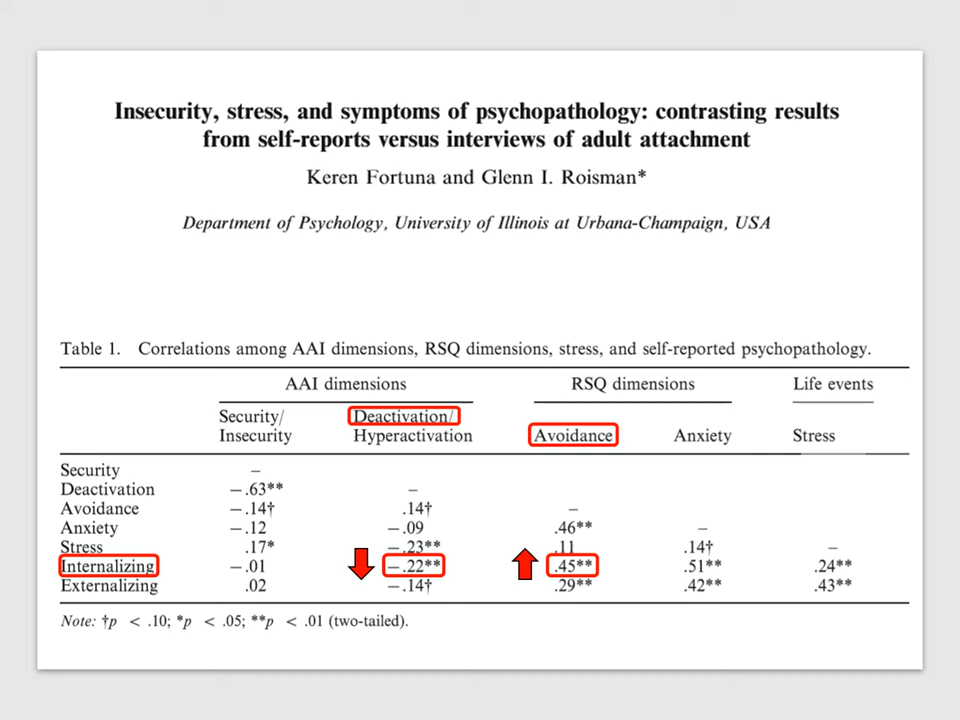 Insecurity, stress, and symptoms of psychopathology: contrasting results
from self-reports versus interviews of adult attachment
Keren Fortuna and Glenn I. Roisman*
Department of Psychology, University of Illinois at Urbana-Champaign, USA
Table 1. Correlations among AAI dimensions, RSQ dimensions, stress, and self-reported psychopathology.
AAI dimensions RSQ dimensions Life events
Security/ Deactivation/
Insecurity Hyperactivation Avoidance Anxiety Stress
Security –
Deactivation −.63** –
Avoidance −.14† .14† –
Anxiety −.12 −.09 .46** –
Stress .17* −.23** .11 .14† –
Internalizing −.01 −.22** .45** .51** .24**
Externalizing .02 −.14† .29** .42** .43**
Note: †p < .10; *p < .05; **p < .01 (two-tailed).